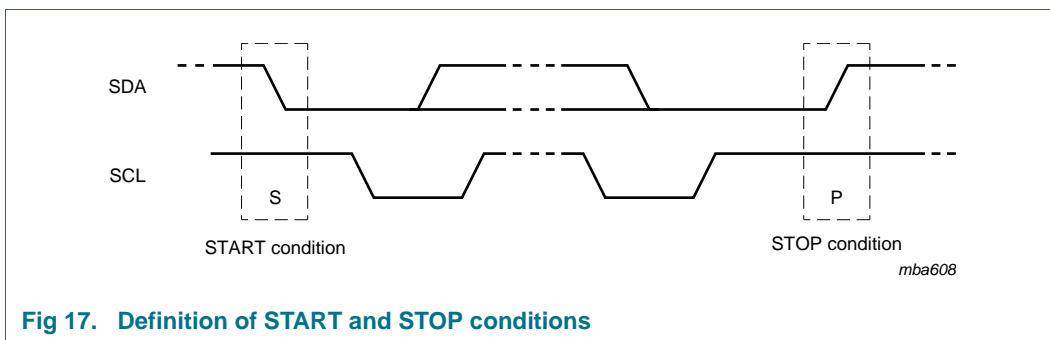 SDA
SCL
S
P
START condition
STOP condition
mba608
Fig 17. Definition of START and STOP conditions